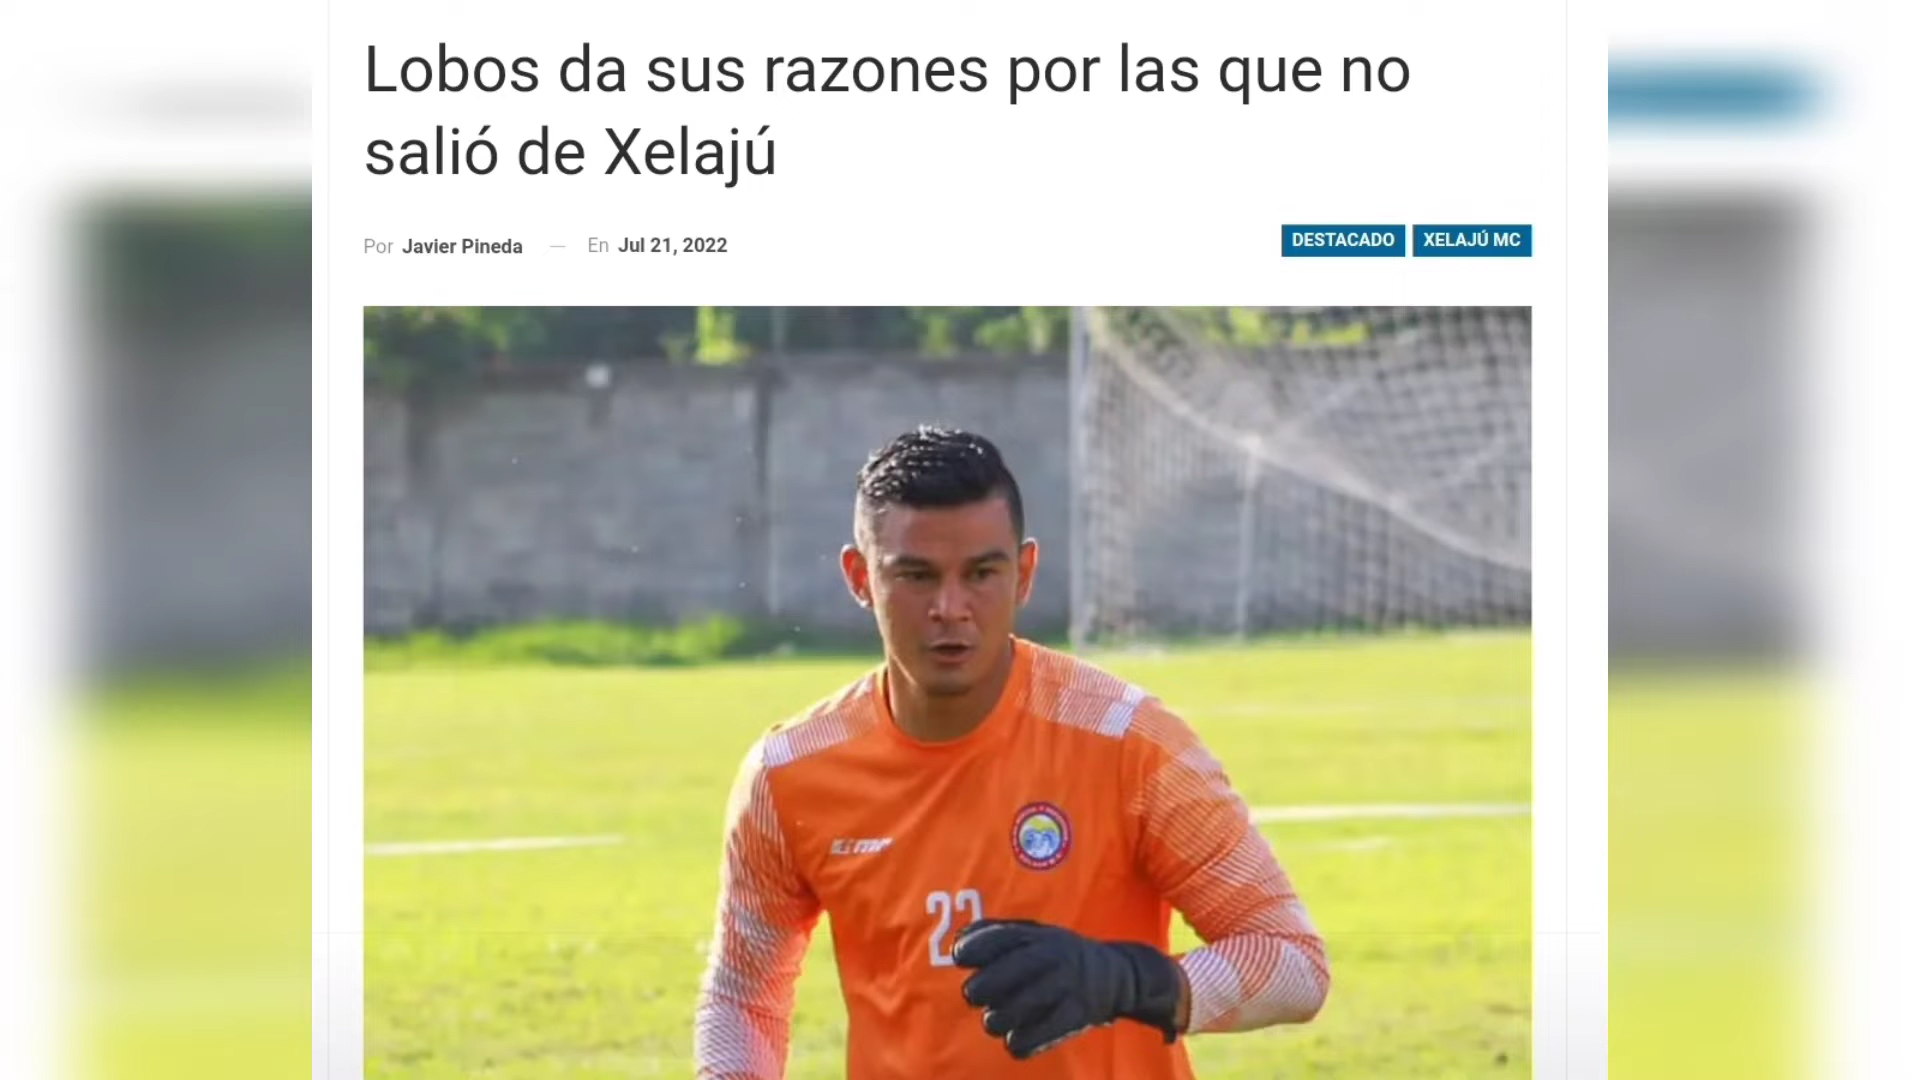 Lobos da sus razones por las que no
salió de Xelajú
Por Javier Pineda — En Jul 21, 2022
DESTACADO XELAJÚ MC
22